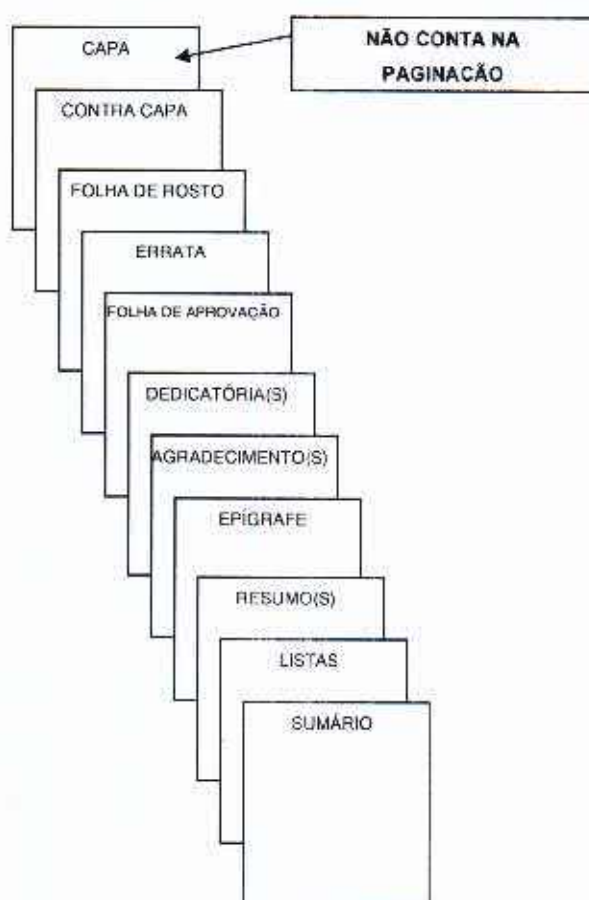 CAPA
NÃO CONTA NA
PAGINACÃO
CONTRA CAPA
FOLHA DE ROSTO
ERRATA
FOLHA DE APROVAÇÃO
DEDICATÓRIA(S)
AGRADECIMENTO(S)
EPÍGRAFE
RESUMO(S)
LISTAS
SUMÁRIO